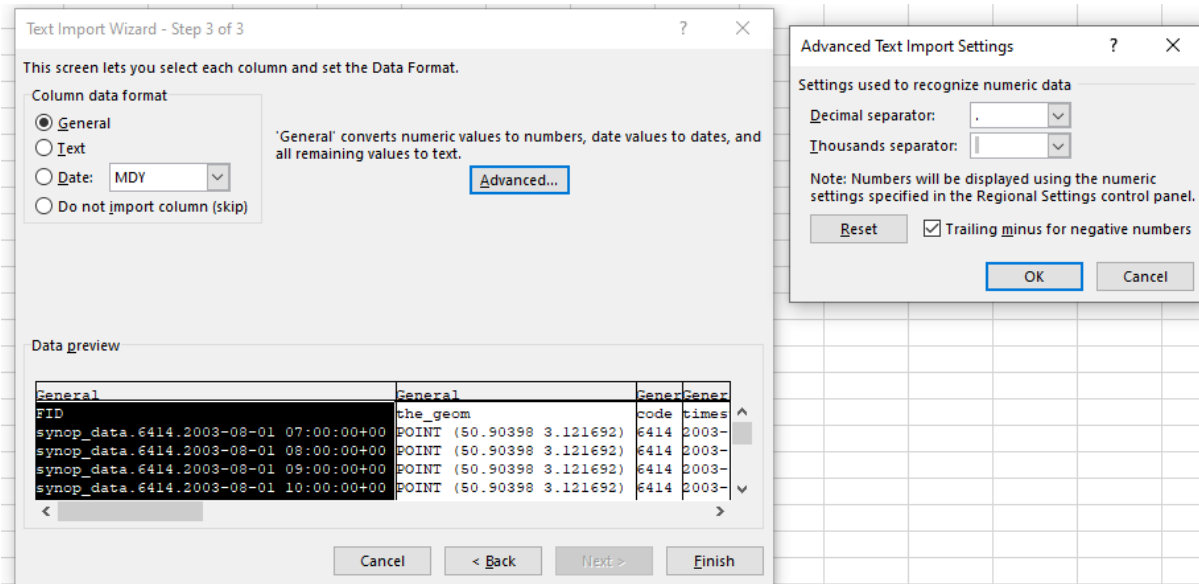 Text Import Wizard - Step 3 of 3
? ×
This screen lets you select each column and set the Data Format.
Column data format
General
Text
Date: MDY
Do not import column (skip)
'General' converts numeric values to numbers, date values to dates, and
all remaining values to text.
Advanced...
Data preview
General General Gener Gener
FID the_geom code times
synop_data.6414.2003-08-01 07:00:00+00 POINT (50.90398 3.121692) 6414 2003-
synop_data.6414.2003-08-01 08:00:00+00 POINT (50.90398 3.121692) 6414 2003-
synop_data.6414.2003-08-01 09:00:00+00 POINT (50.90398 3.121692) 6414 2003-
synop_data.6414.2003-08-01 10:00:00+00 POINT (50.90398 3.121692) 6414 2003-
Cancel < Back Next > Finish
Advanced Text Import Settings
? ×
Settings used to recognize numeric data
Decimal separator: .
Thousands separator:
Note: Numbers will be displayed using the numeric
settings specified in the Regional Settings control panel.
Reset Trailing minus for negative numbers
OK Cancel